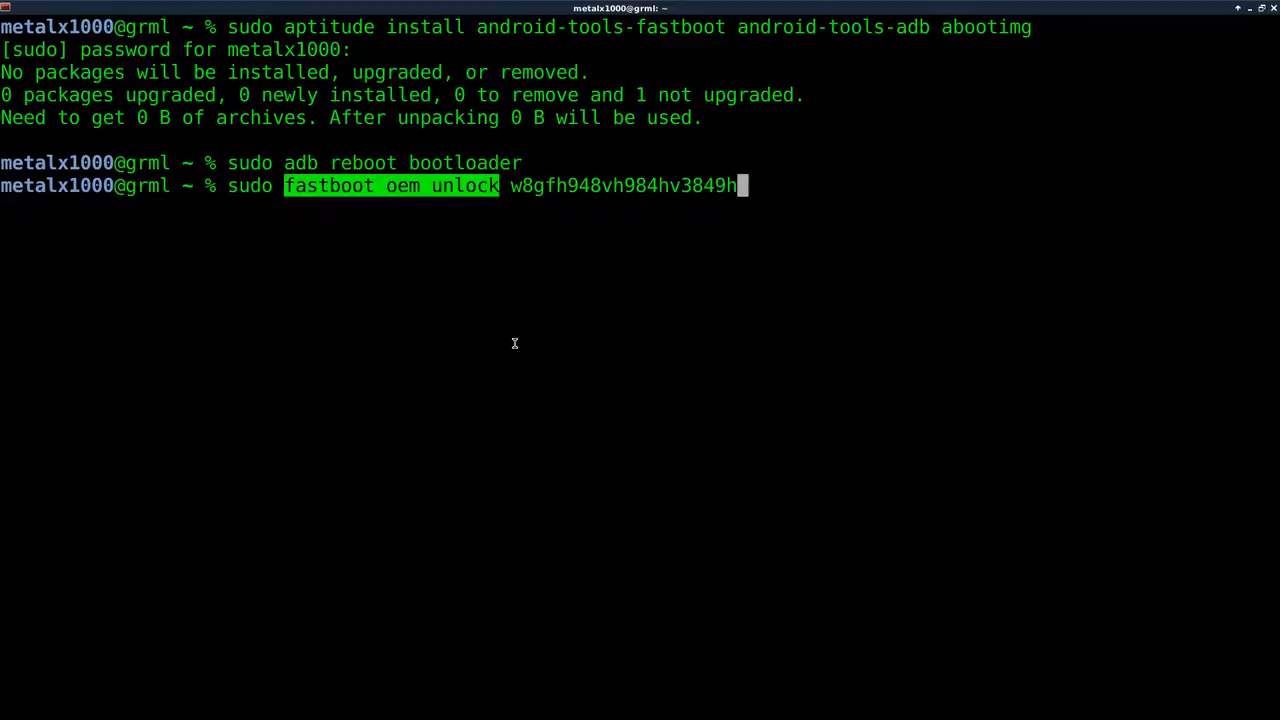 metalx1000@grml: ~
metalx1000@grml ~ % sudo aptitude install android-tools-fastboot android-tools-adb abootimg
[sudo] password for metalx1000:
No packages will be installed, upgraded, or removed.
0 packages upgraded, 0 newly installed, 0 to remove and 1 not upgraded.
Need to get 0 B of archives. After unpacking 0 B will be used.
metalx1000@grml ~ % sudo adb reboot bootloader
metalx1000@grml ~ % sudo fastboot oem unlock w8gfh948vh984hv3849h